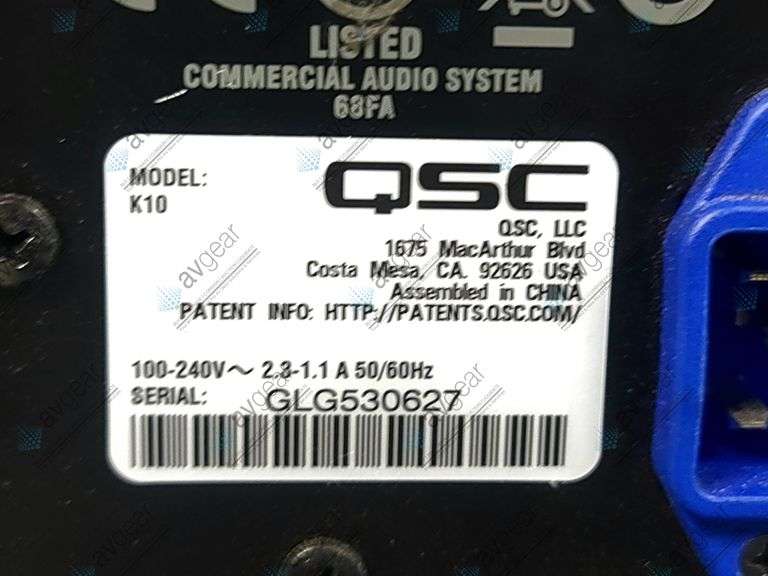 LISTED
COMMERCIAL AUDIO SYSTEM
68FA
MODEL:
K10
QSC
QSC, LLC
1675 MacArthur Blvd
Costa Mesa, CA. 92626 USA
Assembled in CHINA
PATENT INFO: HTTP://PATENTS.QSC.COM/
100-240V～ 2.3-1.1 A 50/60Hz
SERIAL: GLG530627
avgear